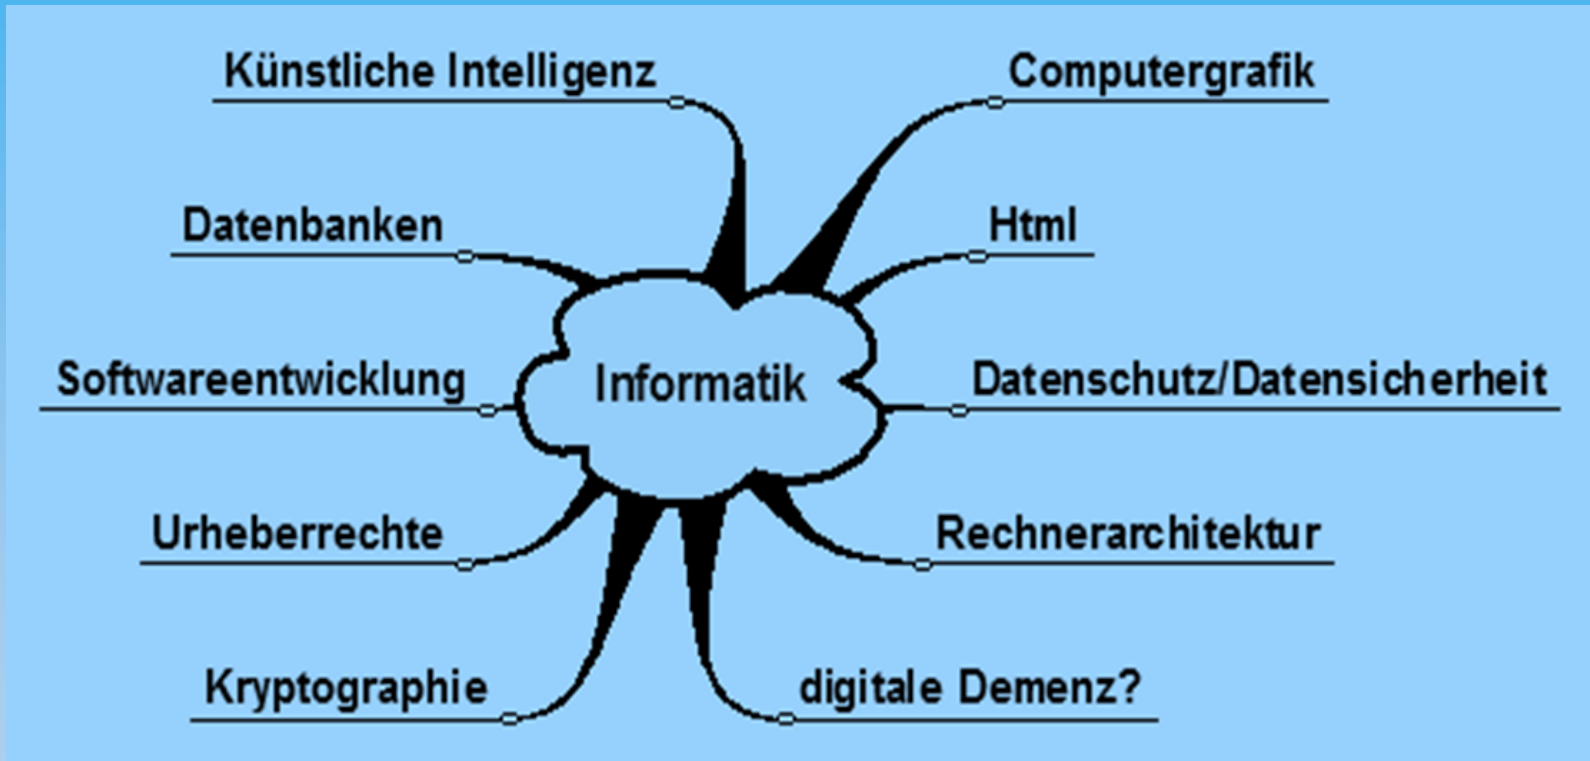 Künstliche Intelligenz
Computergrafik
Datenbanken
Html
Softwareentwicklung
Informatik
Datenschutz/Datensicherheit
Urheberrechte
Rechnerarchitektur
Kryptographie
digitale Demenz?